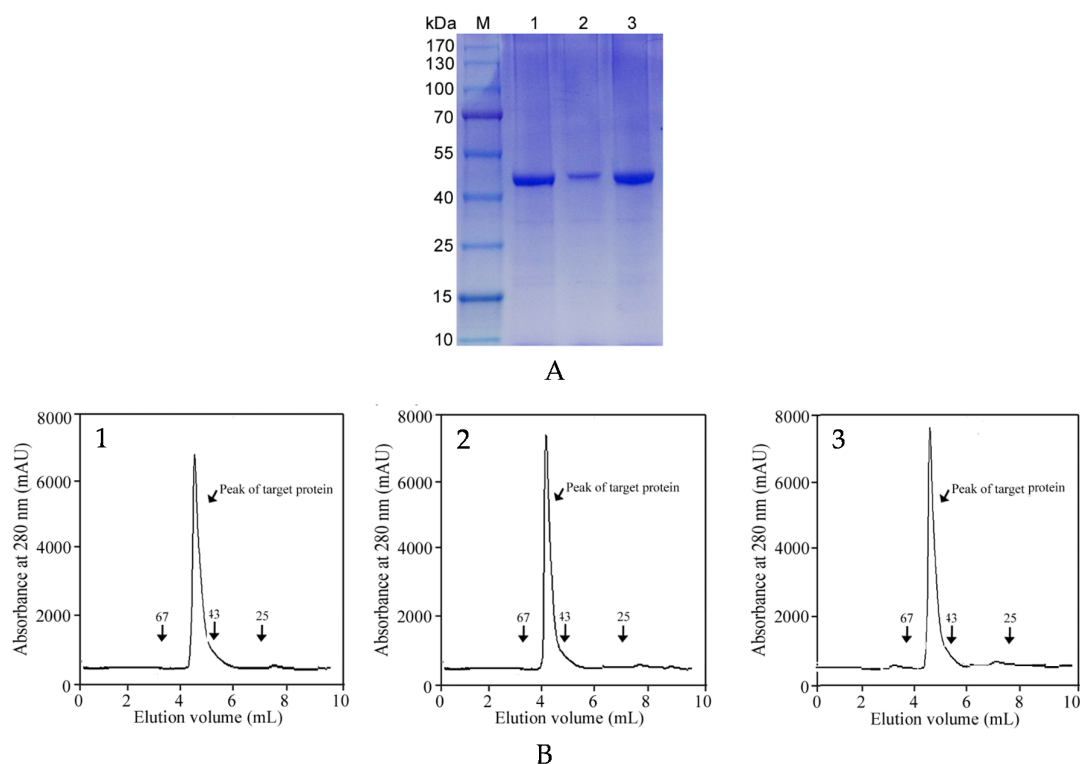 kDa M 1 2 3
170
130
100
70
55
40
25
15
10
A
1
8000
6000
4000
2000
0
Absorbance at 280 nm (mAU)
Peak of target protein
67 43 25
0 2 4 6 8 10
Elution volume (mL)
2
8000
6000
4000
2000
0
Absorbance at 280 nm (mAU)
Peak of target protein
67 43 25
0 2 4 6 8 10
Elution volume (mL)
3
8000
6000
4000
2000
0
Absorbance at 280 nm (mAU)
Peak of target protein
67 43 25
0 2 4 6 8 10
Elution volume (mL)
B